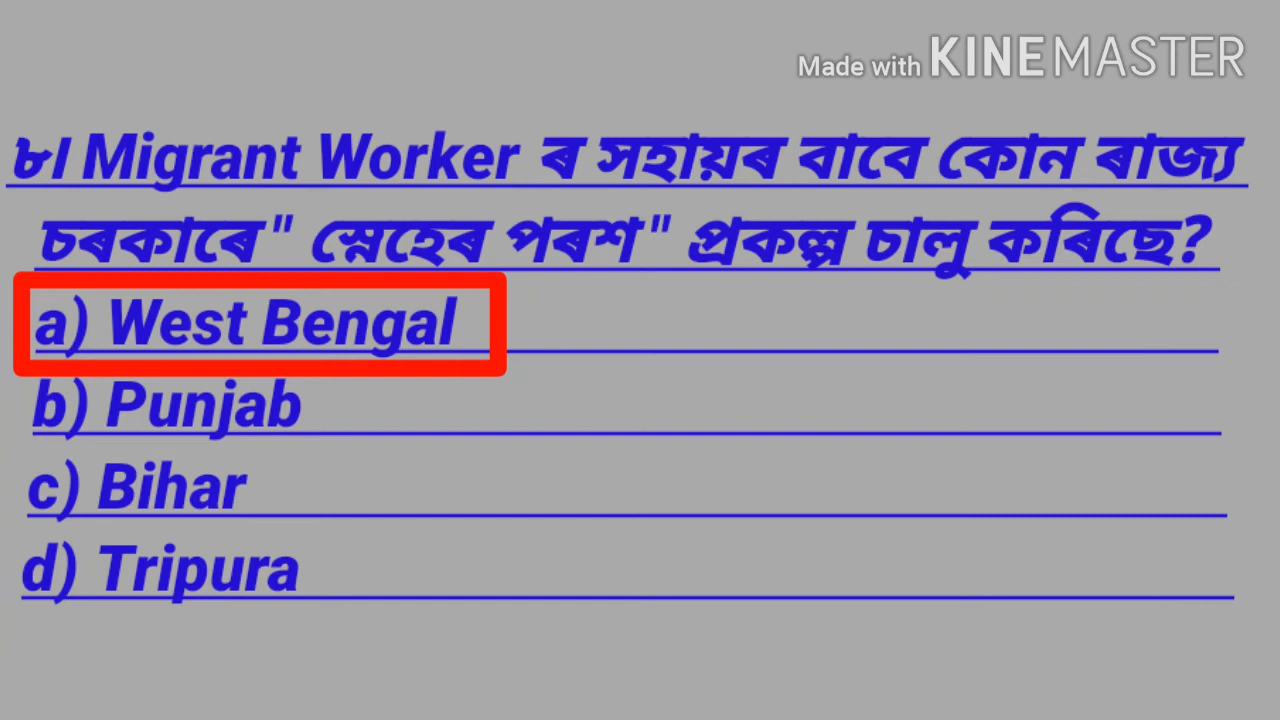 Made with KINEMASTER
৮। Migrant Worker ৰ সহায়ৰ বাবে কোন ৰাজ্য
চৰকাৰে" স্নেহেৰ পৰশ" প্ৰকল্প চালু কৰিছে?
a) West Bengal
b) Punjab
c) Bihar
d) Tripura